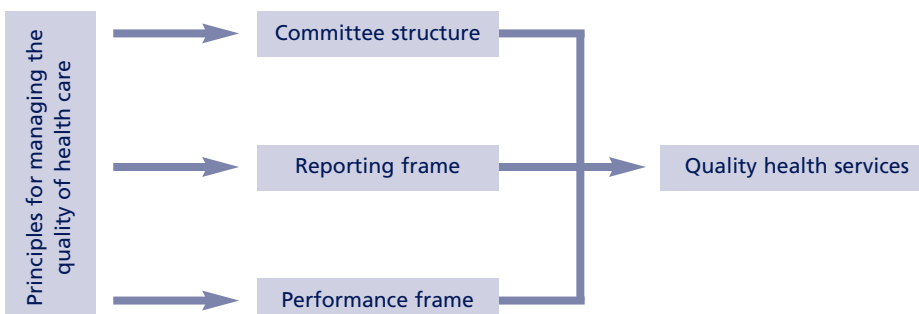 Principles for managing the
quality of health care
Committee structure
Reporting frame
Performance frame
Quality health services